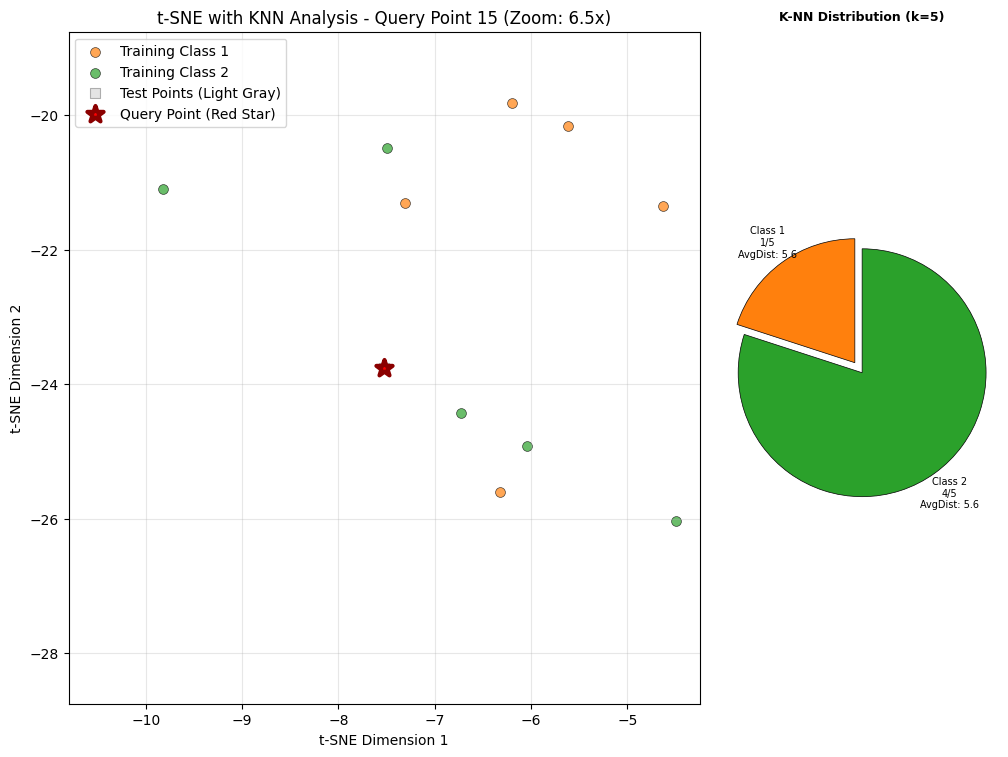 t-SNE with KNN Analysis - Query Point 15 (Zoom: 6.5x)
Training Class 1
Training Class 2
Test Points (Light Gray)
Query Point (Red Star)
−20
−22
−24
−26
−28
t-SNE Dimension 2
−10
−9
−8
−7
−6
−5
t-SNE Dimension 1
K-NN Distribution (k=5)
Class 1
1/5
AvgDist: 5.6
Class 2
4/5
AvgDist: 5.6